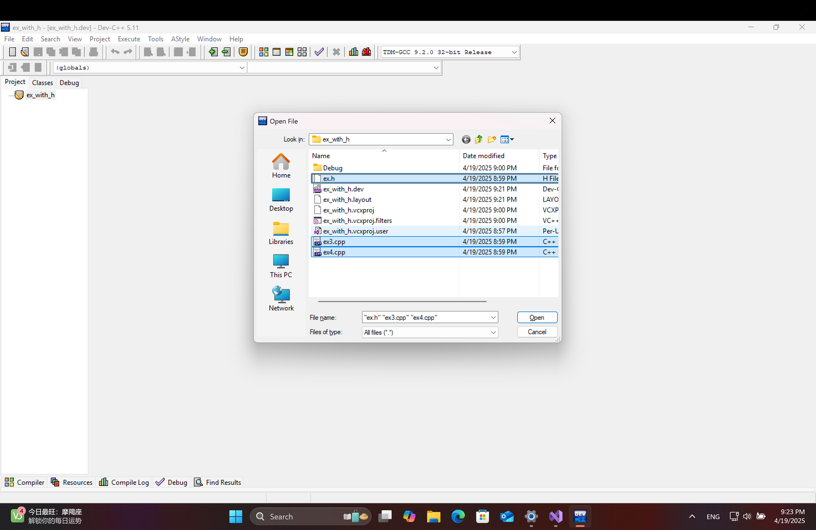 ex_with_h - [ex_with_h.dev] - Dev-C++ 5.11
File Edit Search View Project Execute Tools AStyle Window Help
TDM-GCC 9.2.0 32-bit Release
(globals)
Project Classes Debug
ex_with_h
Open File
Look in: ex_with_h
Name Date modified Type
Debug 4/19/2025 9:00 PM File fo
ex.h 4/19/2025 8:59 PM H File
ex_with_h.dev 4/19/2025 9:21 PM Dev-C
ex_with_h.layout 4/19/2025 9:21 PM LAYO
ex_with_h.vcxproj 4/19/2025 9:00 PM VCXP
ex_with_h.vcxproj.filters 4/19/2025 9:00 PM VC++
ex_with_h.vcxproj.user 4/19/2025 8:57 PM Per-U
ex3.cpp 4/19/2025 8:59 PM C++
ex4.cpp 4/19/2025 8:59 PM C++
Home
Desktop
Libraries
This PC
Network
File name: "ex.h" "ex3.cpp" "ex4.cpp"
Open
Files of type: All files (*.*)
Cancel
Compiler Resources Compile Log Debug Find Results
4
今日最旺：摩羯座
解锁你的每日运势
Search
ENG
9:23 PM
4/19/2025